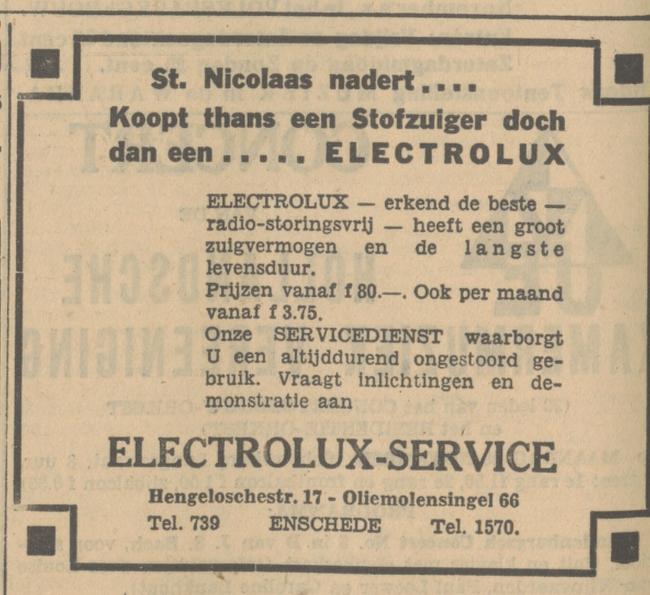 St. Nicolaas nadert....
Koopt thans een Stofzuiger doch
dan een ..... ELECTROLUX
ELECTROLUX — erkend de beste —
radio-storingsvrij — heeft een groot
zuigvermogen en de langste
levensduur.
Prijzen vanaf f 80.—. Ook per maand
vanaf f 3.75.
Onze SERVICEDIENST waarborgt
U een altijddurend ongestoord ge-
bruik. Vraagt inlichtingen en de-
monstratie aan
ELECTROLUX-SERVICE
Hengeloschestr. 17 - Oliemolensingel 66
Tel. 739 ENSCHEDE Tel. 1570.